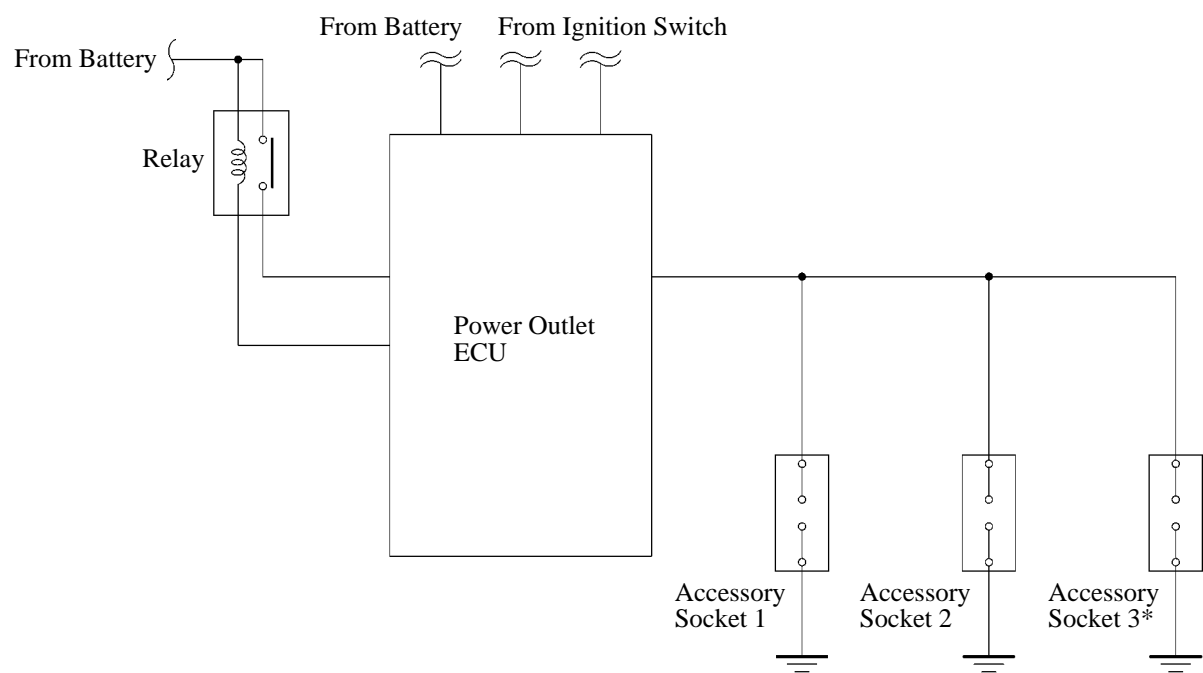 From Battery
From Ignition Switch
From Battery
Relay
Power Outlet
ECU
Accessory
Socket 1
Accessory
Socket 2
Accessory
Socket 3*